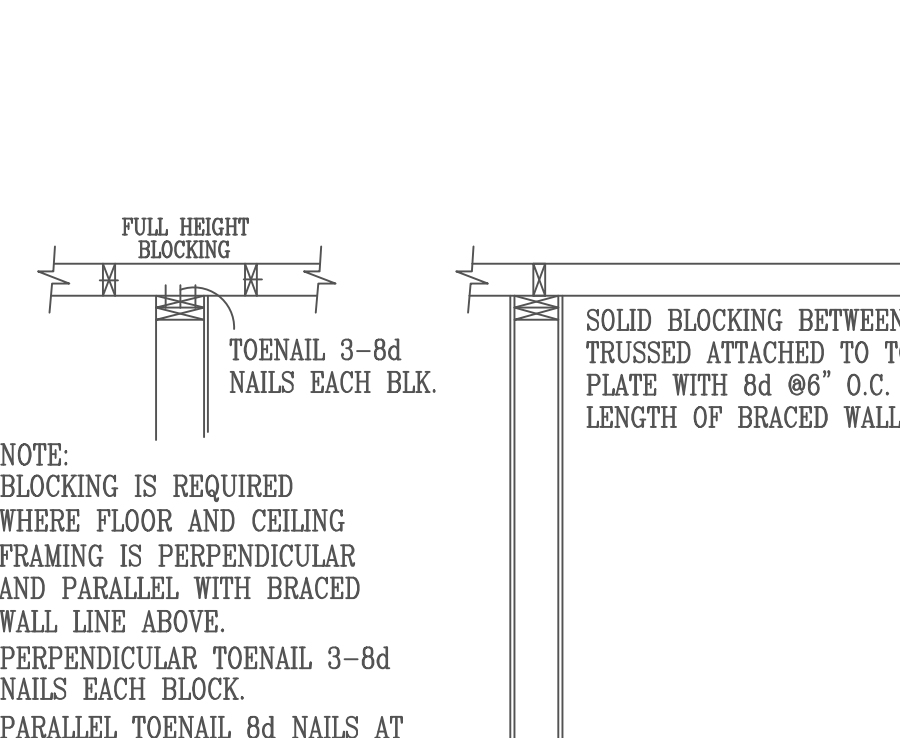 FULL HEIGHT
BLOCKING
TOENAIL 3-8d
NAILS EACH BLK.
NOTE:
BLOCKING IS REQUIRED
WHERE FLOOR AND CEILING
FRAMING IS PERPENDICULAR
AND PARALLEL WITH BRACED
WALL LINE ABOVE.
PERPENDICULAR TOENAIL 3-8d
NAILS EACH BLOCK.
PARALLEL TOENAIL 8d NAILS AT
SOLID BLOCKING BETWEEN
TRUSSED ATTACHED TO
PLATE WITH 8d @6" O.C.
LENGTH OF BRACED WALL